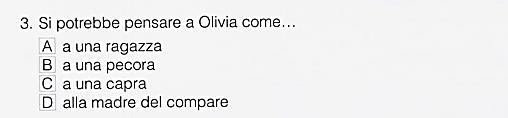 3. Si potrebbe pensare a Olivia come...
A a una ragazza
B a una pecora
C a una capra
D alla madre del compare